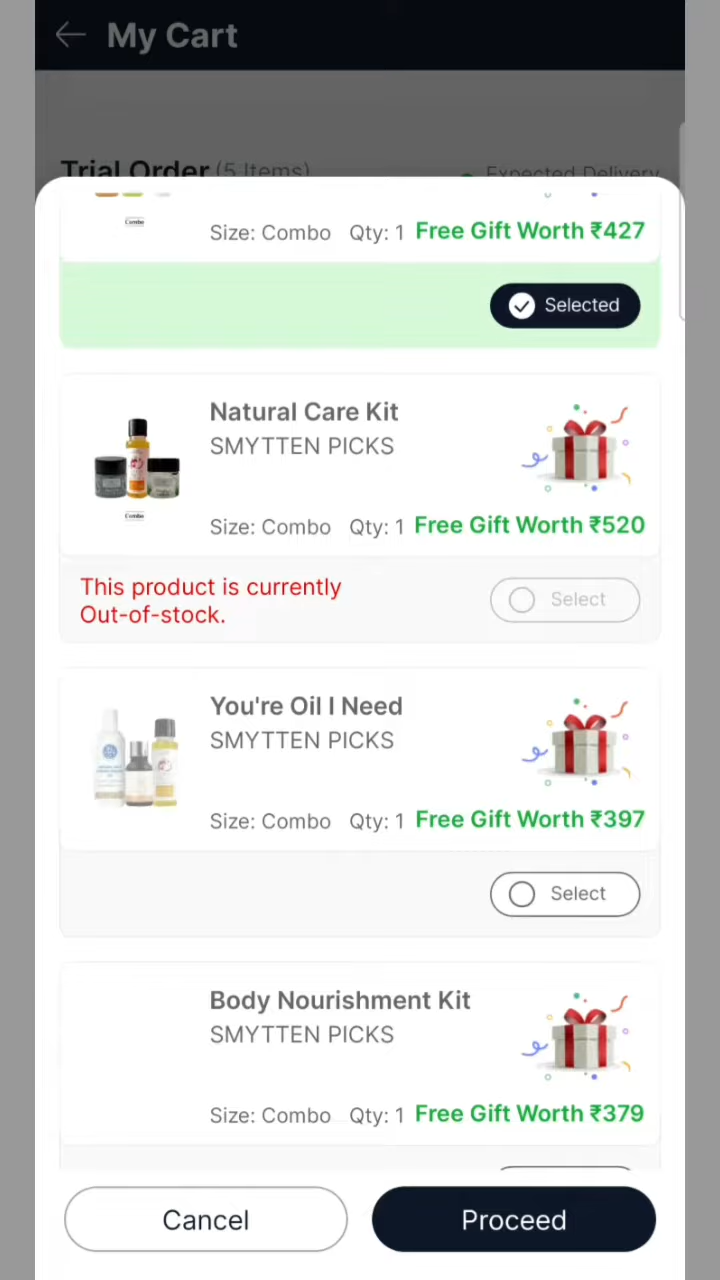 My Cart
Trial Order (5 Items)
Expected Delivery
Combo
Size: Combo Qty: 1 Free Gift Worth ₹427
Selected
Natural Care Kit
SMYTTEN PICKS
Combo
Size: Combo Qty: 1 Free Gift Worth ₹520
This product is currently
Out-of-stock.
Select
You're Oil I Need
SMYTTEN PICKS
Size: Combo Qty: 1 Free Gift Worth ₹397
Select
Body Nourishment Kit
SMYTTEN PICKS
Size: Combo Qty: 1 Free Gift Worth ₹379
Cancel
Proceed